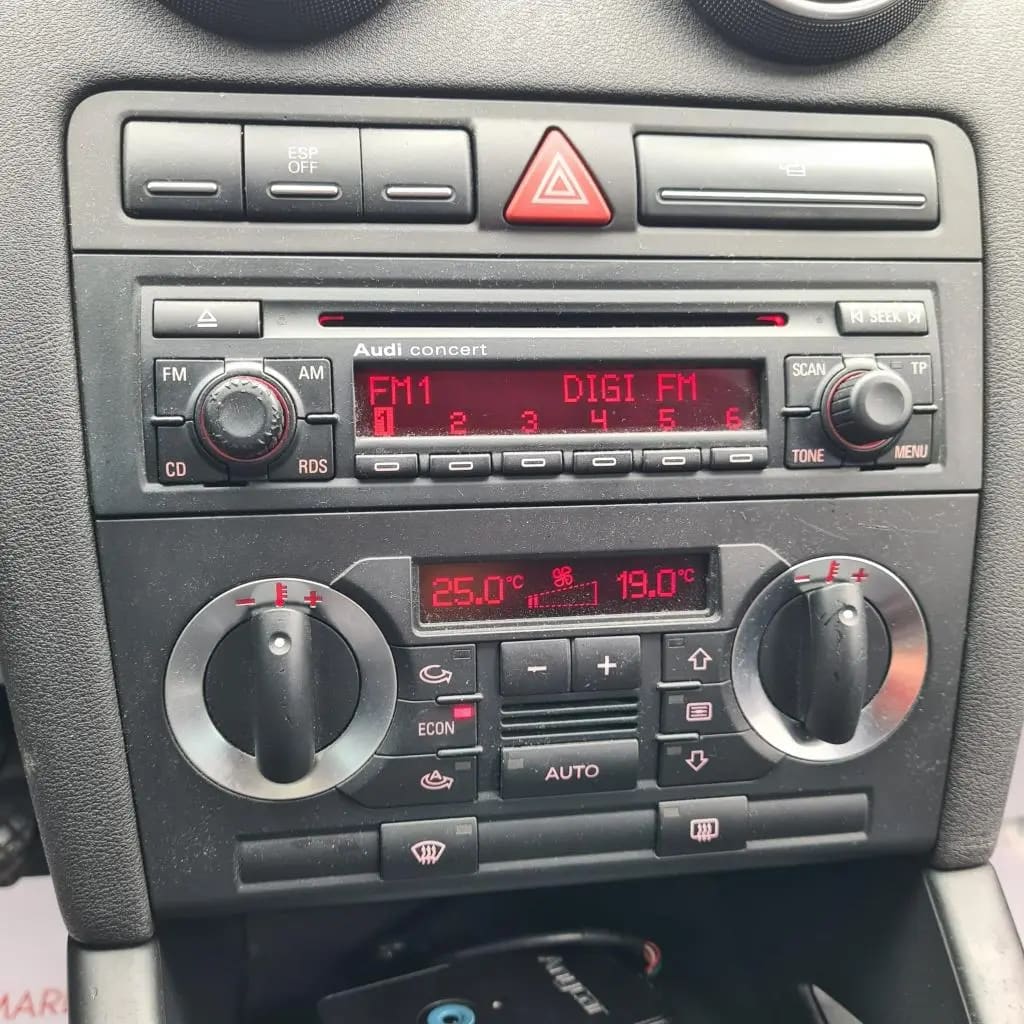 ESP
OFF
SEEK
Audi concert
FM
AM
CD
RDS
FM1 DIGI FM
1 2 3 4 5 6
SCAN
TP
TONE
MENU
- +
25.0°C 19.0°C
- +
- +
ECON
A
AUTO
Anycar